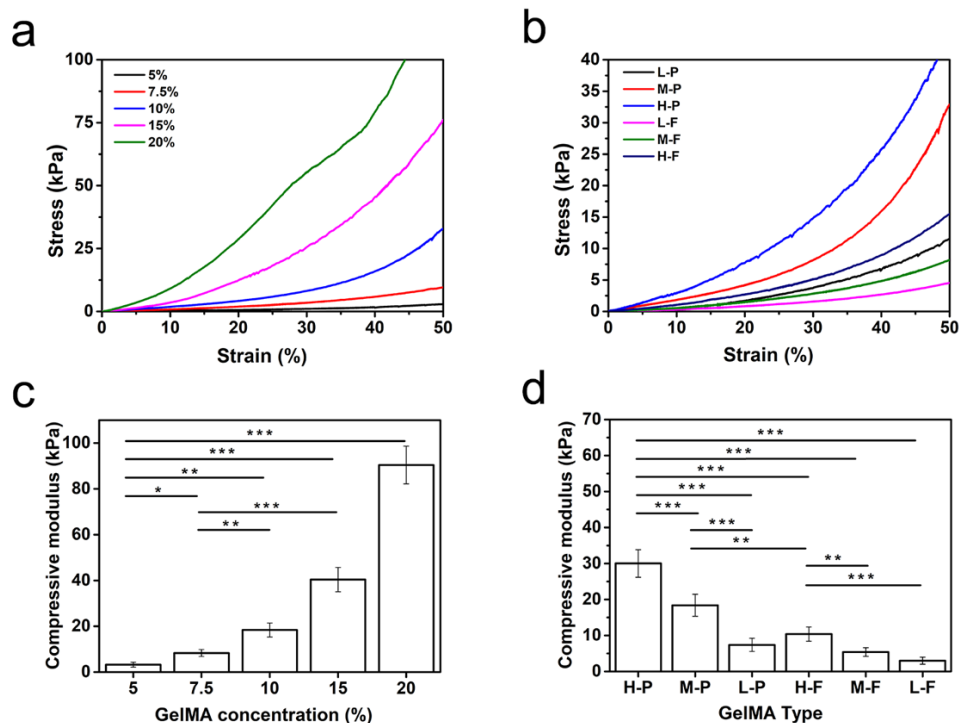 a
100
75
50
25
0
Stress (kPa)
5%
7.5%
10%
15%
20%
0 10 20 30 40 50
Strain (%)
b
40
35
30
25
20
15
10
5
0
Stress (kPa)
L-P
M-P
H-P
L-F
M-F
H-F
0 10 20 30 40 50
Strain (%)
c
100
80
60
40
20
0
Compressive modulus (kPa)
***
***
**
*
***
**
5 7.5 10 15 20
GelMA concentration (%)
d
70
60
50
40
30
20
10
0
Compressive modulus (kPa)
***
***
***
***
***
***
**
**
***
H-P M-P L-P H-F M-F L-F
GelMA Type